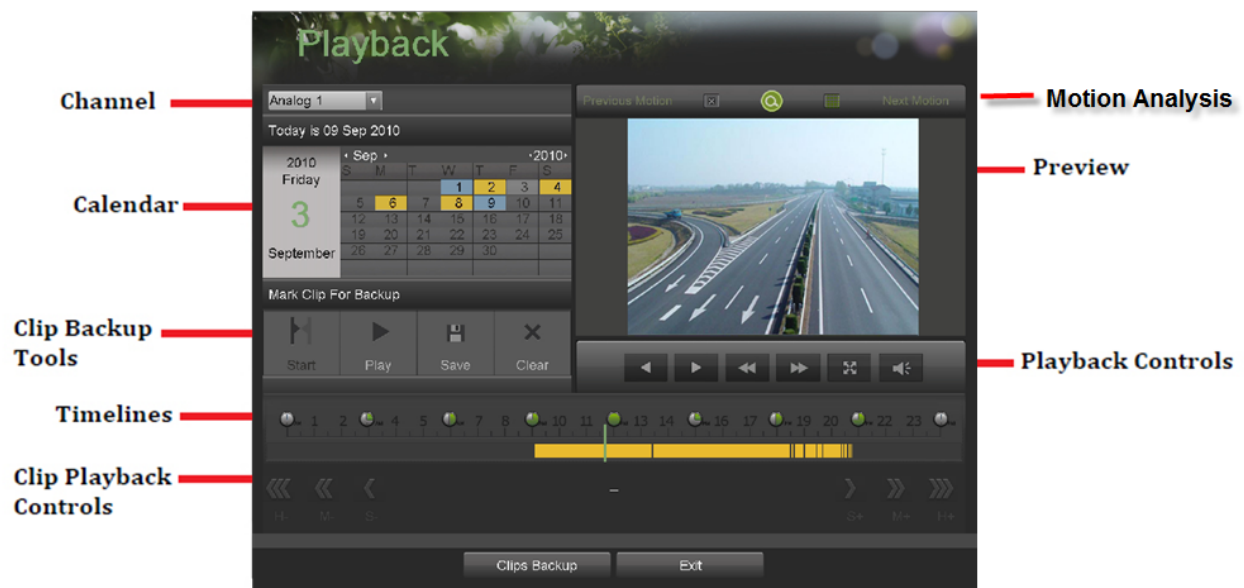 Playback
Channel
Analog 1
Previous Motion
Next Motion
Motion Analysis
Today is 09 Sep 2010
Preview
Calendar
2010
Friday
3
September
Sep
2010
S M T W T F S
1 2 3 4
5 6 7 8 9 10 11
12 13 14 15 16 17 18
19 20 21 22 23 24 25
26 27 28 29 30
Mark Clip For Backup
Clip Backup
Tools
Start Play Save Clear
Playback Controls
Timelines
1 2 4 5 7 8 10 11 13 14 16 17 19 20 22 23
Clip Playback
Controls
H- M- S- – S+ M+ H+
Clips Backup Exit